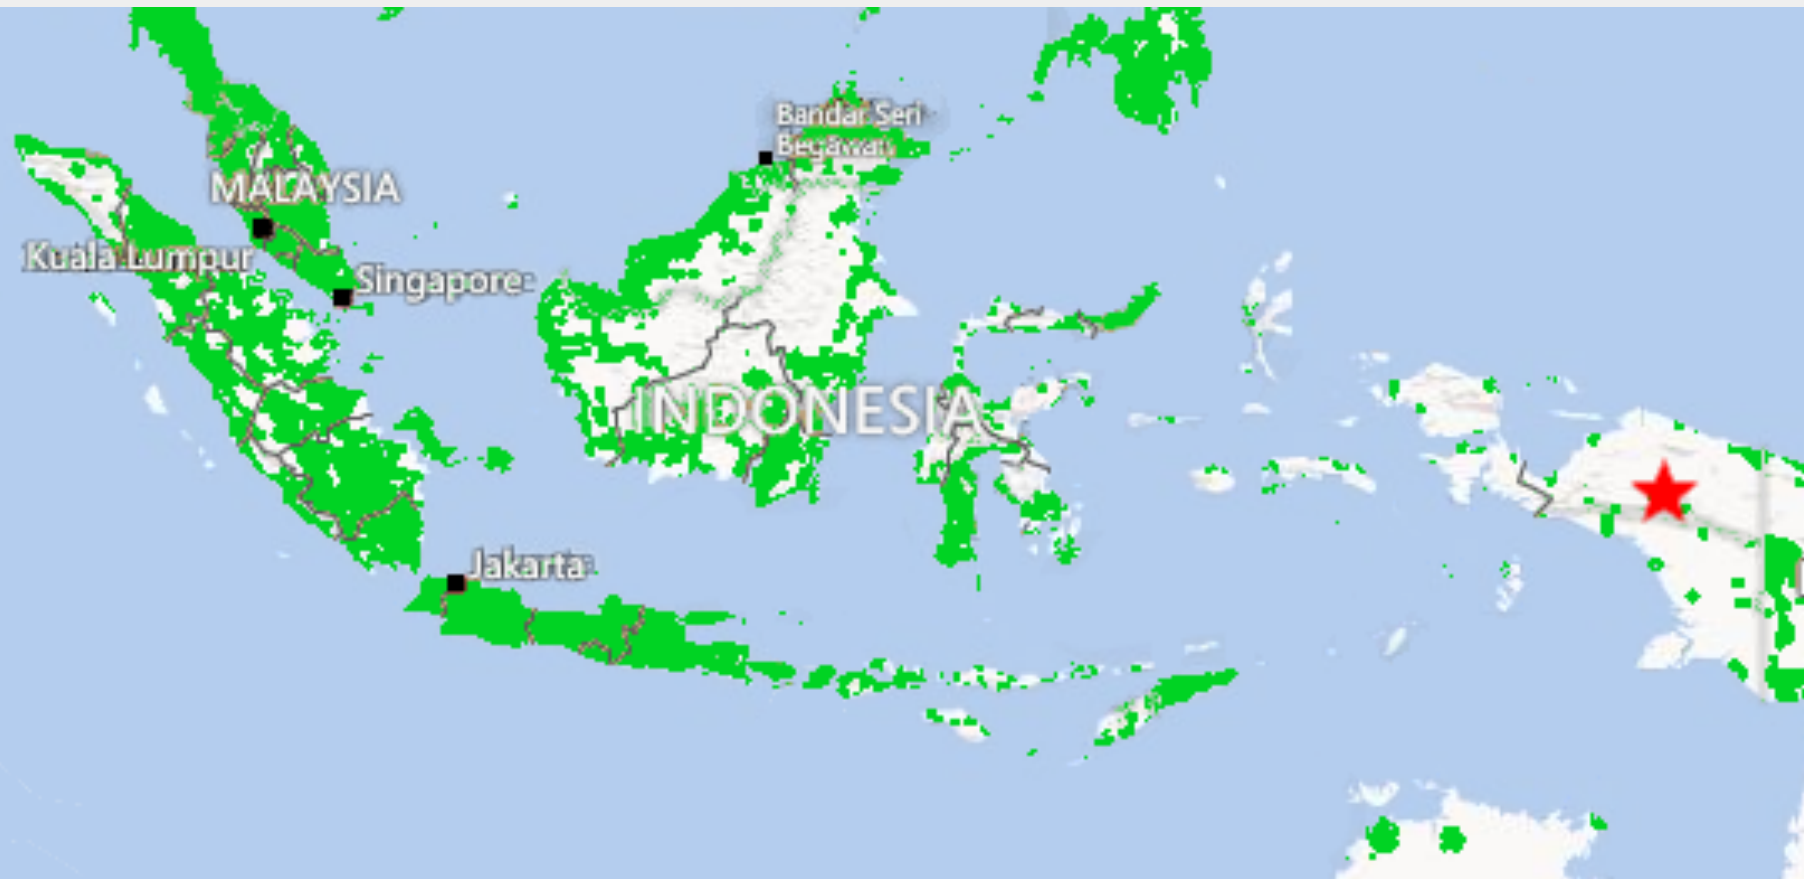 Bandar Seri
Begawan
MALAYSIA
Kuala Lumpur
Singapore
INDONESIA
Jakarta